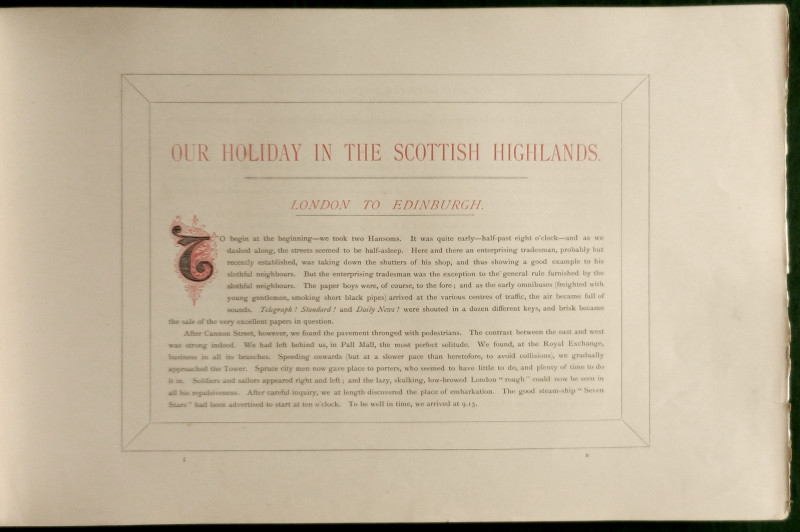 OUR HOLIDAY IN THE SCOTTISH HIGHLANDS.
LONDON TO EDINBURGH.
TO begin at the beginning—we took two Hansoms. It was quite early—half-past eight o'clock—and as we
dashed along, the streets seemed to be half-asleep. Here and there an enterprising tradesman, probably but
recently established, was taking down the shutters of his shop, and thus showing a good example to his
slothful neighbours. But the enterprising tradesman was the exception to the general rule furnished by the
slothful neighbours. The paper boys were, of course, to the fore; and as the early omnibuses (freighted with
young gentlemen, smoking short black pipes) arrived at the various centres of traffic, the air became full of
sounds. Telegraph! Standard! and Daily News! were shouted in a dozen different keys, and brisk became
the sale of the very excellent papers in question.
After Cannon Street, however, we found the pavement thronged with pedestrians. The contrast between the east and west
was strong indeed. We had left behind us, in Pall Mall, the most perfect solitude. We found, at the Royal Exchange,
business in all its branches. Speeding onwards (but at a slower pace than heretofore, to avoid collisions), we gradually
approached the Tower. Spruce city men now gave place to porters, who seemed to have little to do, and plenty of time to do
it in. Soldiers and sailors appeared right and left; and the lazy, skulking, low-browed London "rough" could now be seen in
all his repulsiveness. After careful inquiry, we at length discovered the place of embarkation. The good steam-ship "Seven
Stars" had been advertised to start at ten o'clock. To be well in time, we arrived at 9.15.